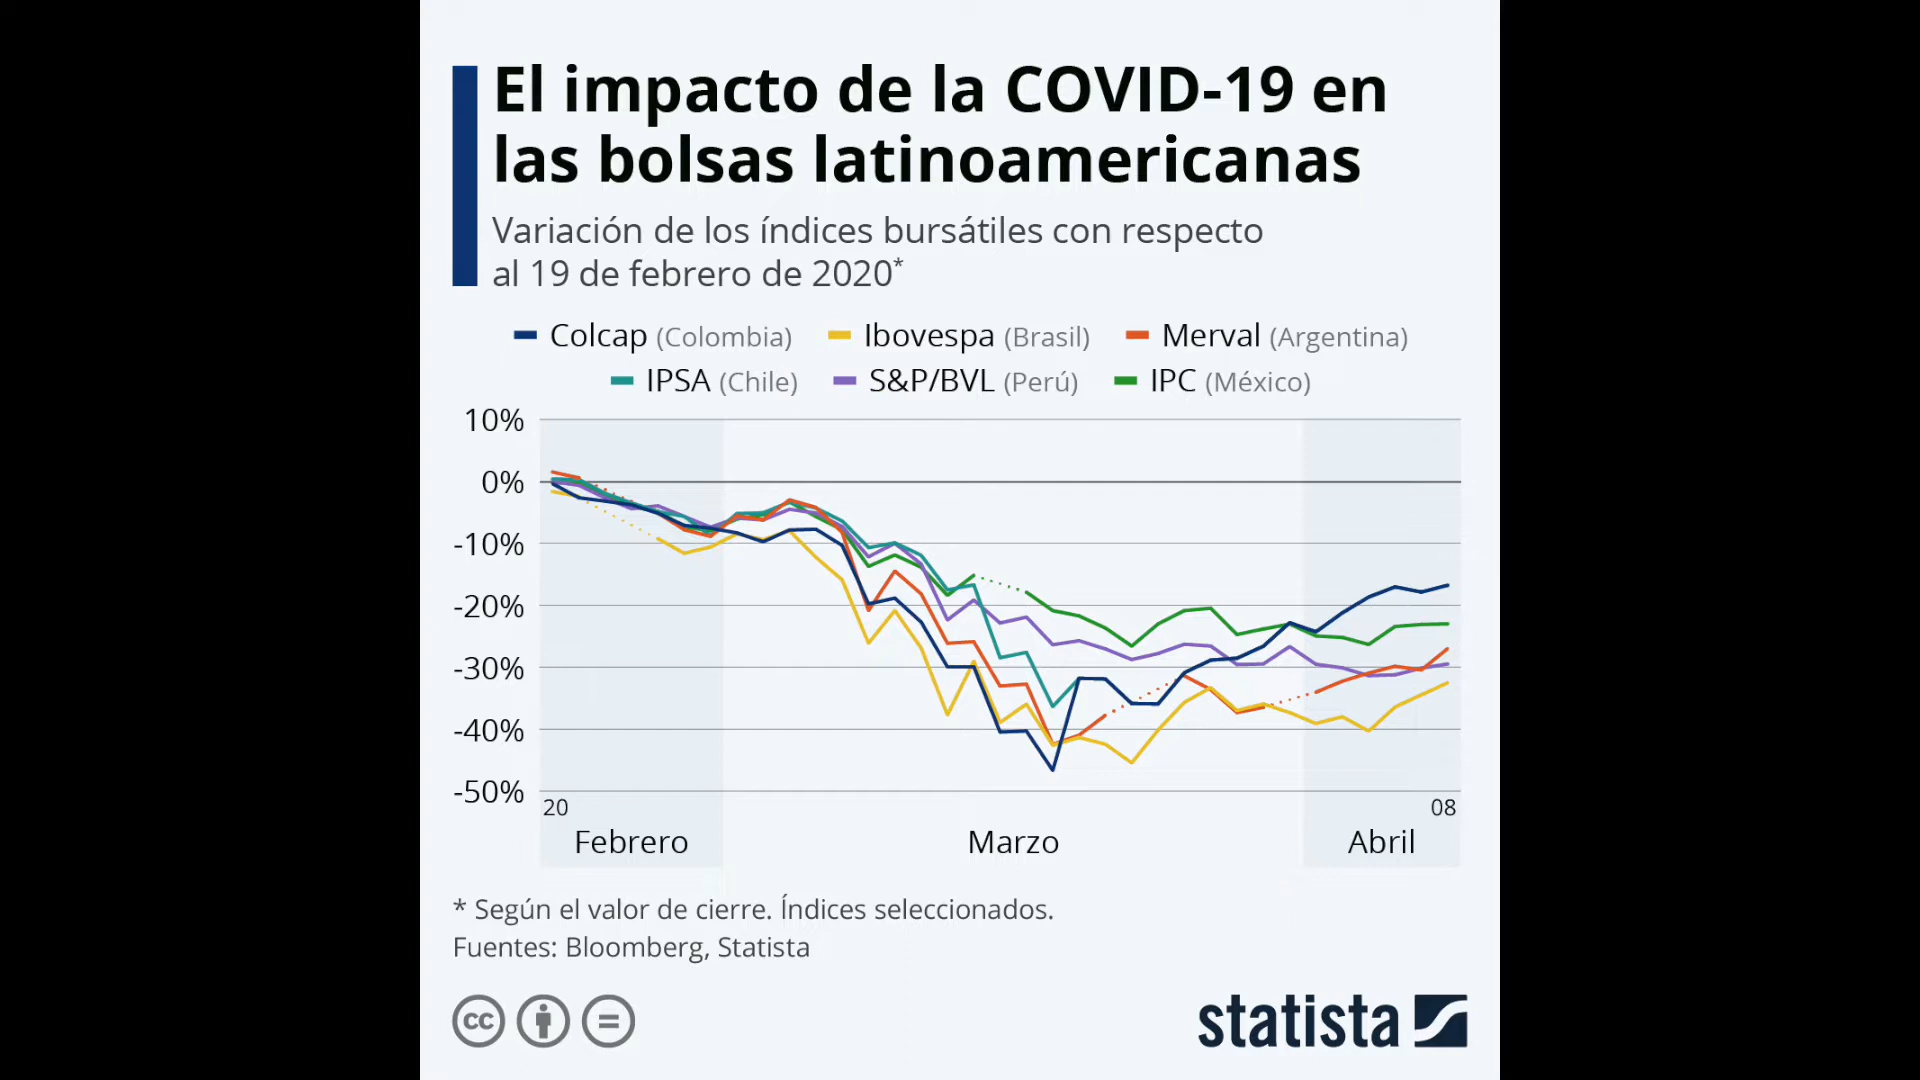 El impacto de la COVID-19 en
las bolsas latinoamericanas
Variación de los índices bursátiles con respecto
al 19 de febrero de 2020*
Colcap (Colombia) Ibovespa (Brasil) Merval (Argentina)
IPSA (Chile) S&P/BVL (Perú) IPC (México)
10%
0%
-10%
-20%
-30%
-40%
-50%
20 08
Febrero Marzo Abril
* Según el valor de cierre. Índices seleccionados.
Fuentes: Bloomberg, Statista
cc = statista